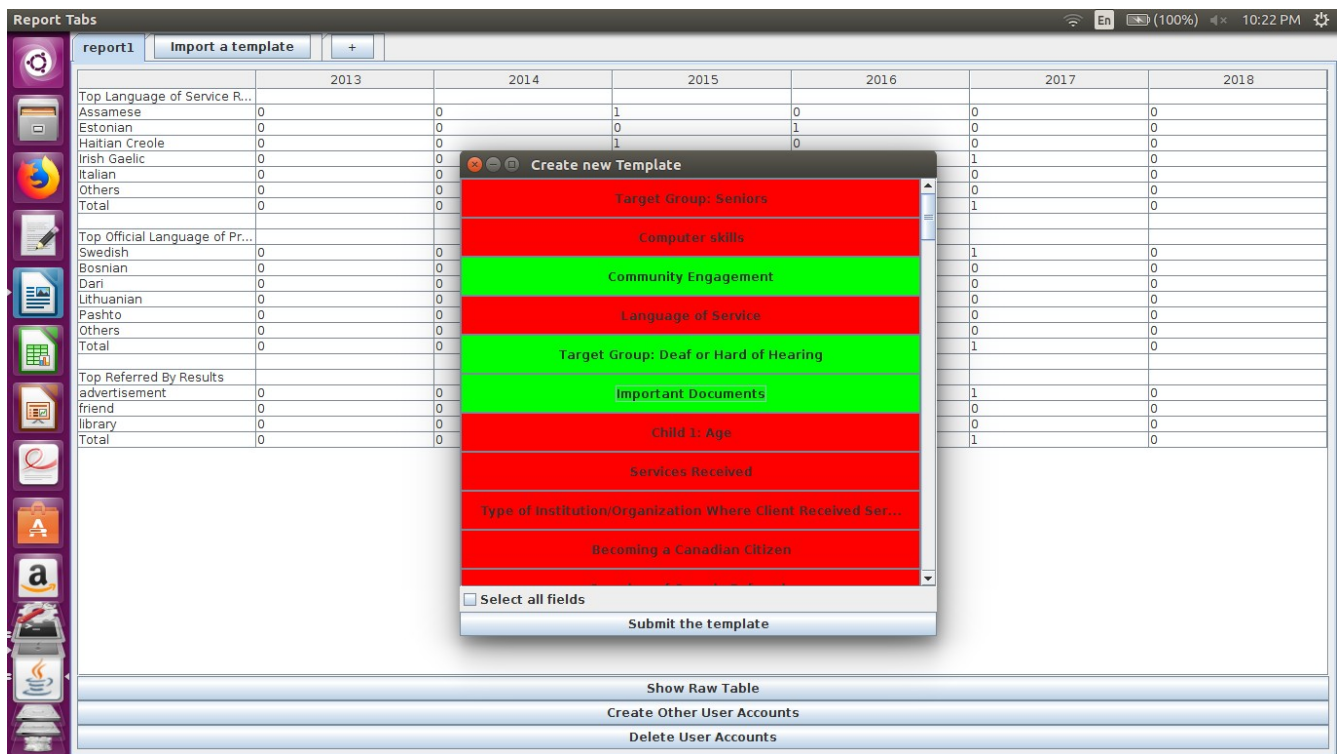 Report Tabs En (100%) 10:22 PM
report1 Import a template +
2013 2014 2015 2016 2017 2018
Top Language of Service R...
Assamese 0 0 1 0 0 0
Estonian 0 0 0 1 0 0
Haitian Creole 0 0 1 0 0 0
Irish Gaelic 0 0 1 0
Italian 0 0 0 0
Others 0 0 0 0
Total 0 0 1 0
Top Official Language of Pr...
Swedish 0 0 1 0
Bosnian 0 0 0 0
Dari 0 0 0 0
Lithuanian 0 0 0 0
Pashto 0 0 0 0
Others 0 0 0 0
Total 0 0 1 0
Top Referred By Results
advertisement 0 0 1 0
friend 0 0 0 0
library 0 0 0 0
Total 0 0 1 0
Create new Template
Target Group: Seniors
Computer skills
Community Engagement
Language of Service
Target Group: Deaf or Hard of Hearing
Important Documents
Child 1: Age
Services Received
Type of Institution/Organization Where Client Received Ser...
Becoming a Canadian Citizen
Select all fields
Submit the template
Show Raw Table
Create Other User Accounts
Delete User Accounts